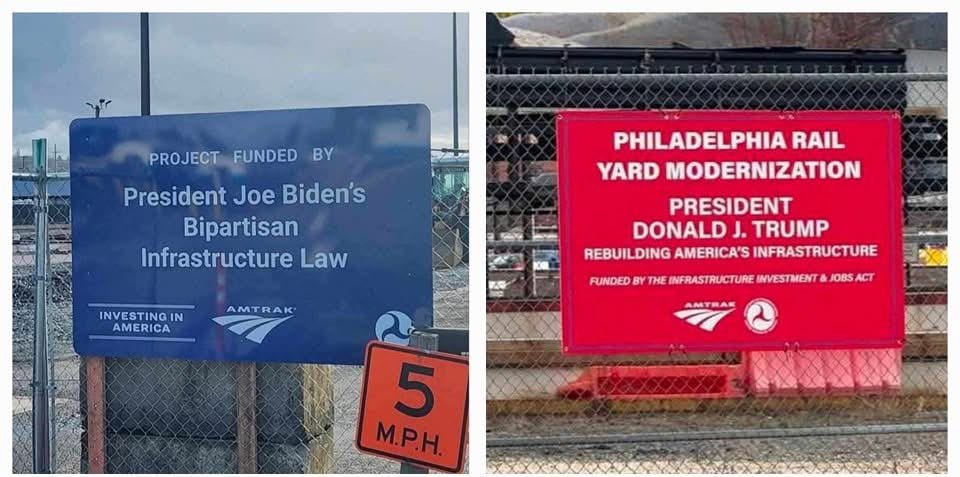 PROJECT FUNDED BY
President Joe Biden's
Bipartisan
Infrastructure Law
INVESTING IN
AMERICA
AMTRAK
5
M.P.H.
PHILADELPHIA RAIL
YARD MODERNIZATION
PRESIDENT
DONALD J. TRUMP
REBUILDING AMERICA'S INFRASTRUCTURE
FUNDED BY THE INFRASTRUCTURE INVESTMENT & JOBS ACT
AMTRAK